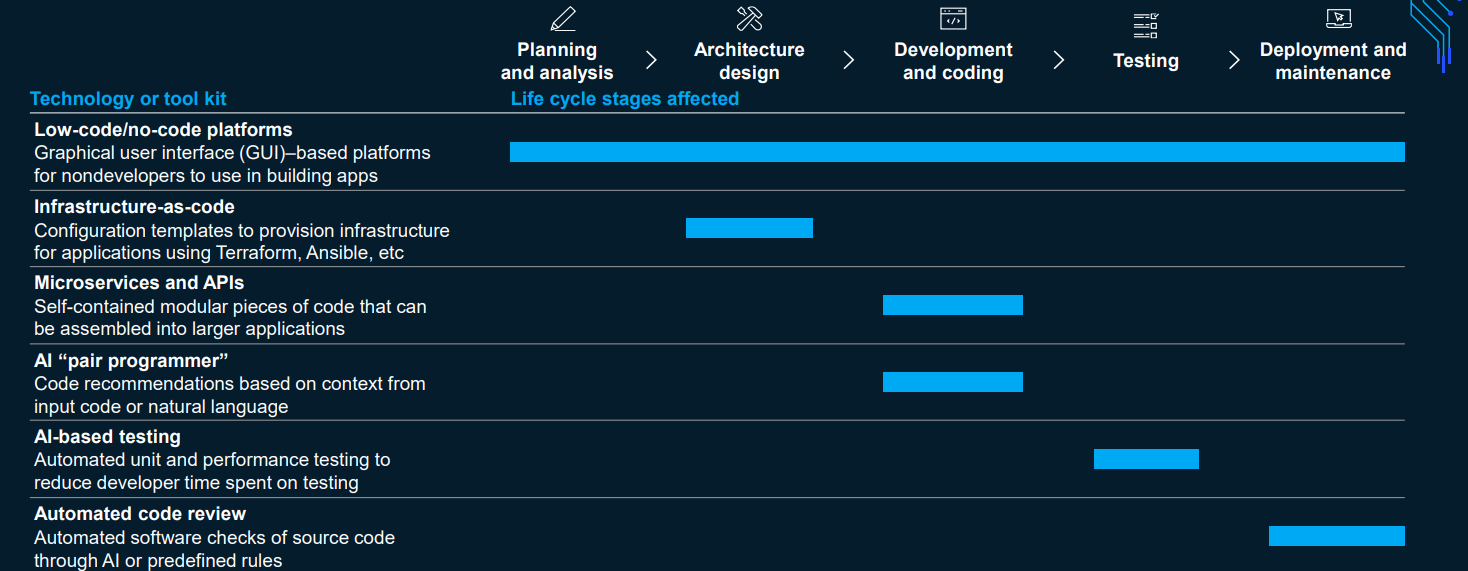 Planning
and analysis
Architecture
design
Development
and coding
Testing
Deployment and
maintenance
Technology or tool kit
Life cycle stages affected
Low-code/no-code platforms
Graphical user interface (GUI)–based platforms
for nondevelopers to use in building apps
Infrastructure-as-code
Configuration templates to provision infrastructure
for applications using Terraform, Ansible, etc
Microservices and APIs
Self-contained modular pieces of code that can
be assembled into larger applications
AI “pair programmer”
Code recommendations based on context from
input code or natural language
AI-based testing
Automated unit and performance testing to
reduce developer time spent on testing
Automated code review
Automated software checks of source code
through AI or predefined rules